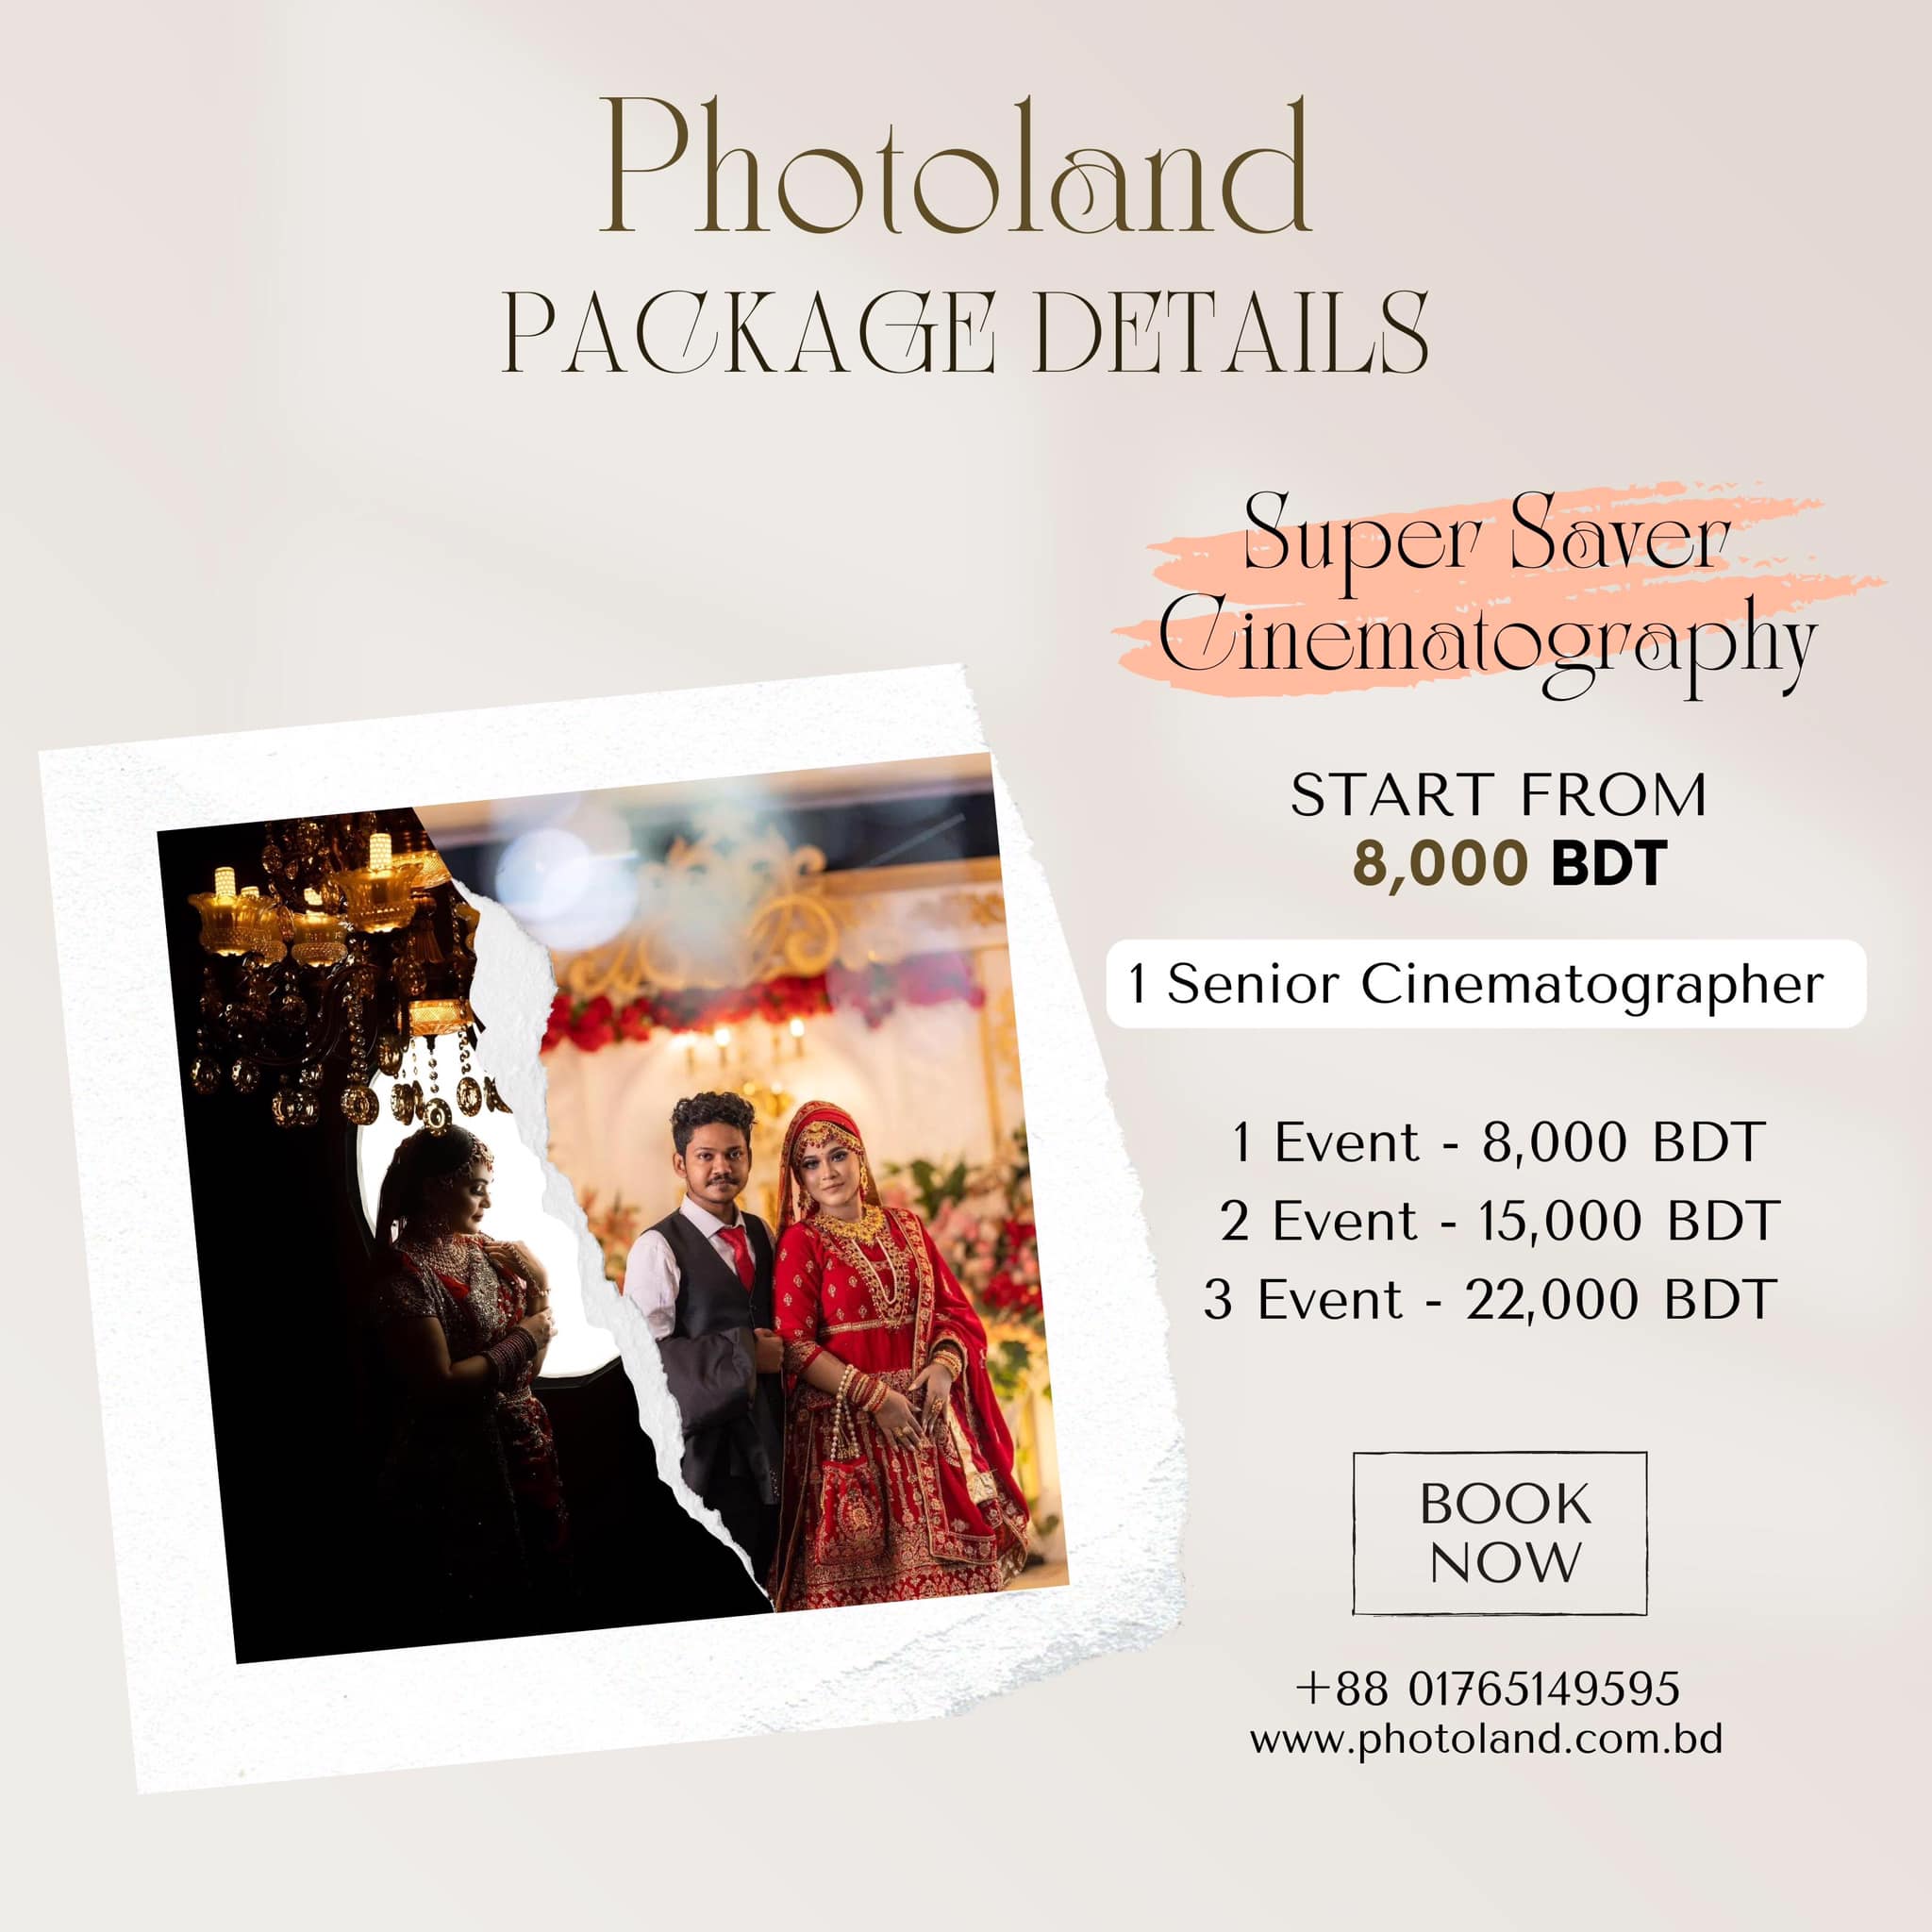 Photoland
PACKAGE DETAILS
Super Saver
Cinematography
START FROM
8,000 BDT
1 Senior Cinematographer
1 Event - 8,000 BDT
2 Event - 15,000 BDT
3 Event - 22,000 BDT
BOOK
NOW
+88 01765149595
www.photoland.com.bd